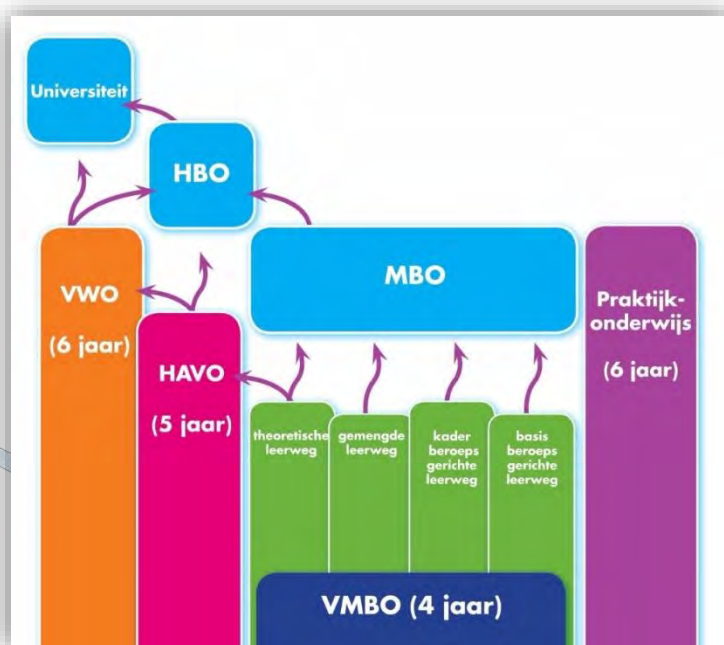 Universiteit
HBO
MBO
VWO
(6 jaar)
HAVO
(5 jaar)
theoretische
leerweg
gemengde
leerweg
kader
beroeps
gerichte
leerweg
basis
beroeps
gerichte
leerweg
Praktijk-
onderwijs
(6 jaar)
VMBO (4 jaar)